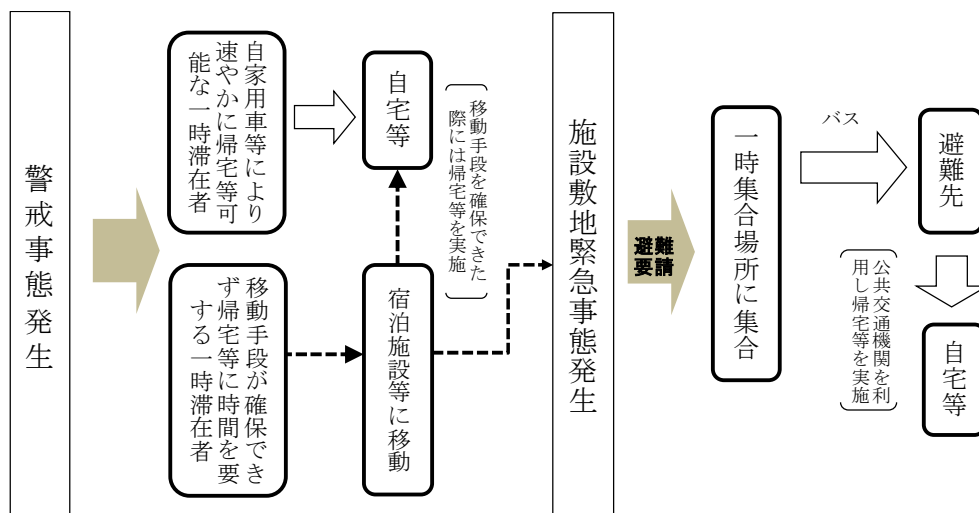 警戒事態発生
自家用車等により
速やかに帰宅等可
能な一時滞在者
自宅等
移動手段を確保できた
際には帰宅等を実施
移動手段が確保でき
ず帰宅等に時間を要
する一時滞在者
宿泊施設等に移動
施設敷地緊急事態発生
避難
要請
一時集合場所に集合
バス
避難先
公共交通機関を利
用し帰宅等を実施
自宅等